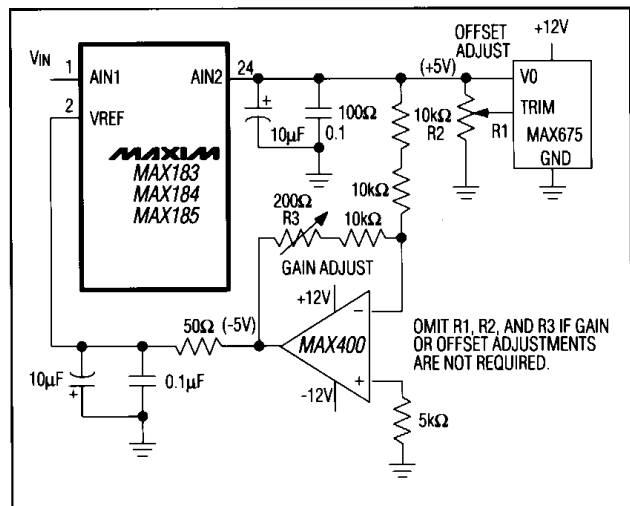 +12V
OFFSET
ADJUST
VIN
1
AIN1
AIN2
24
(+5V)
V0
2
VREF
TRIM
100Ω
10kΩ
R2
R1
MAX675
10µF
0.1
GND
MAXIM
MAX183
MAX184
MAX185
10kΩ
200Ω
R3
10kΩ
GAIN ADJUST
+12V
50Ω
(-5V)
MAX400
OMIT R1, R2, AND R3 IF GAIN
OR OFFSET ADJUSTMENTS
ARE NOT REQUIRED.
10µF
0.1µF
-12V
5kΩ